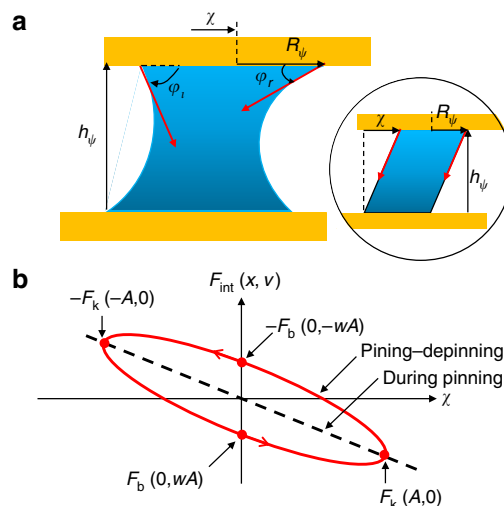 a
χ
R_ψ
φ_l
φ_r
h_ψ
χ
R_ψ
h_ψ
b
F_int (x, v)
–F_k (–A,0)
–F_b (0,–wA)
Pining–depinning
During pinning
χ
F_b (0,wA)
F_k (A,0)